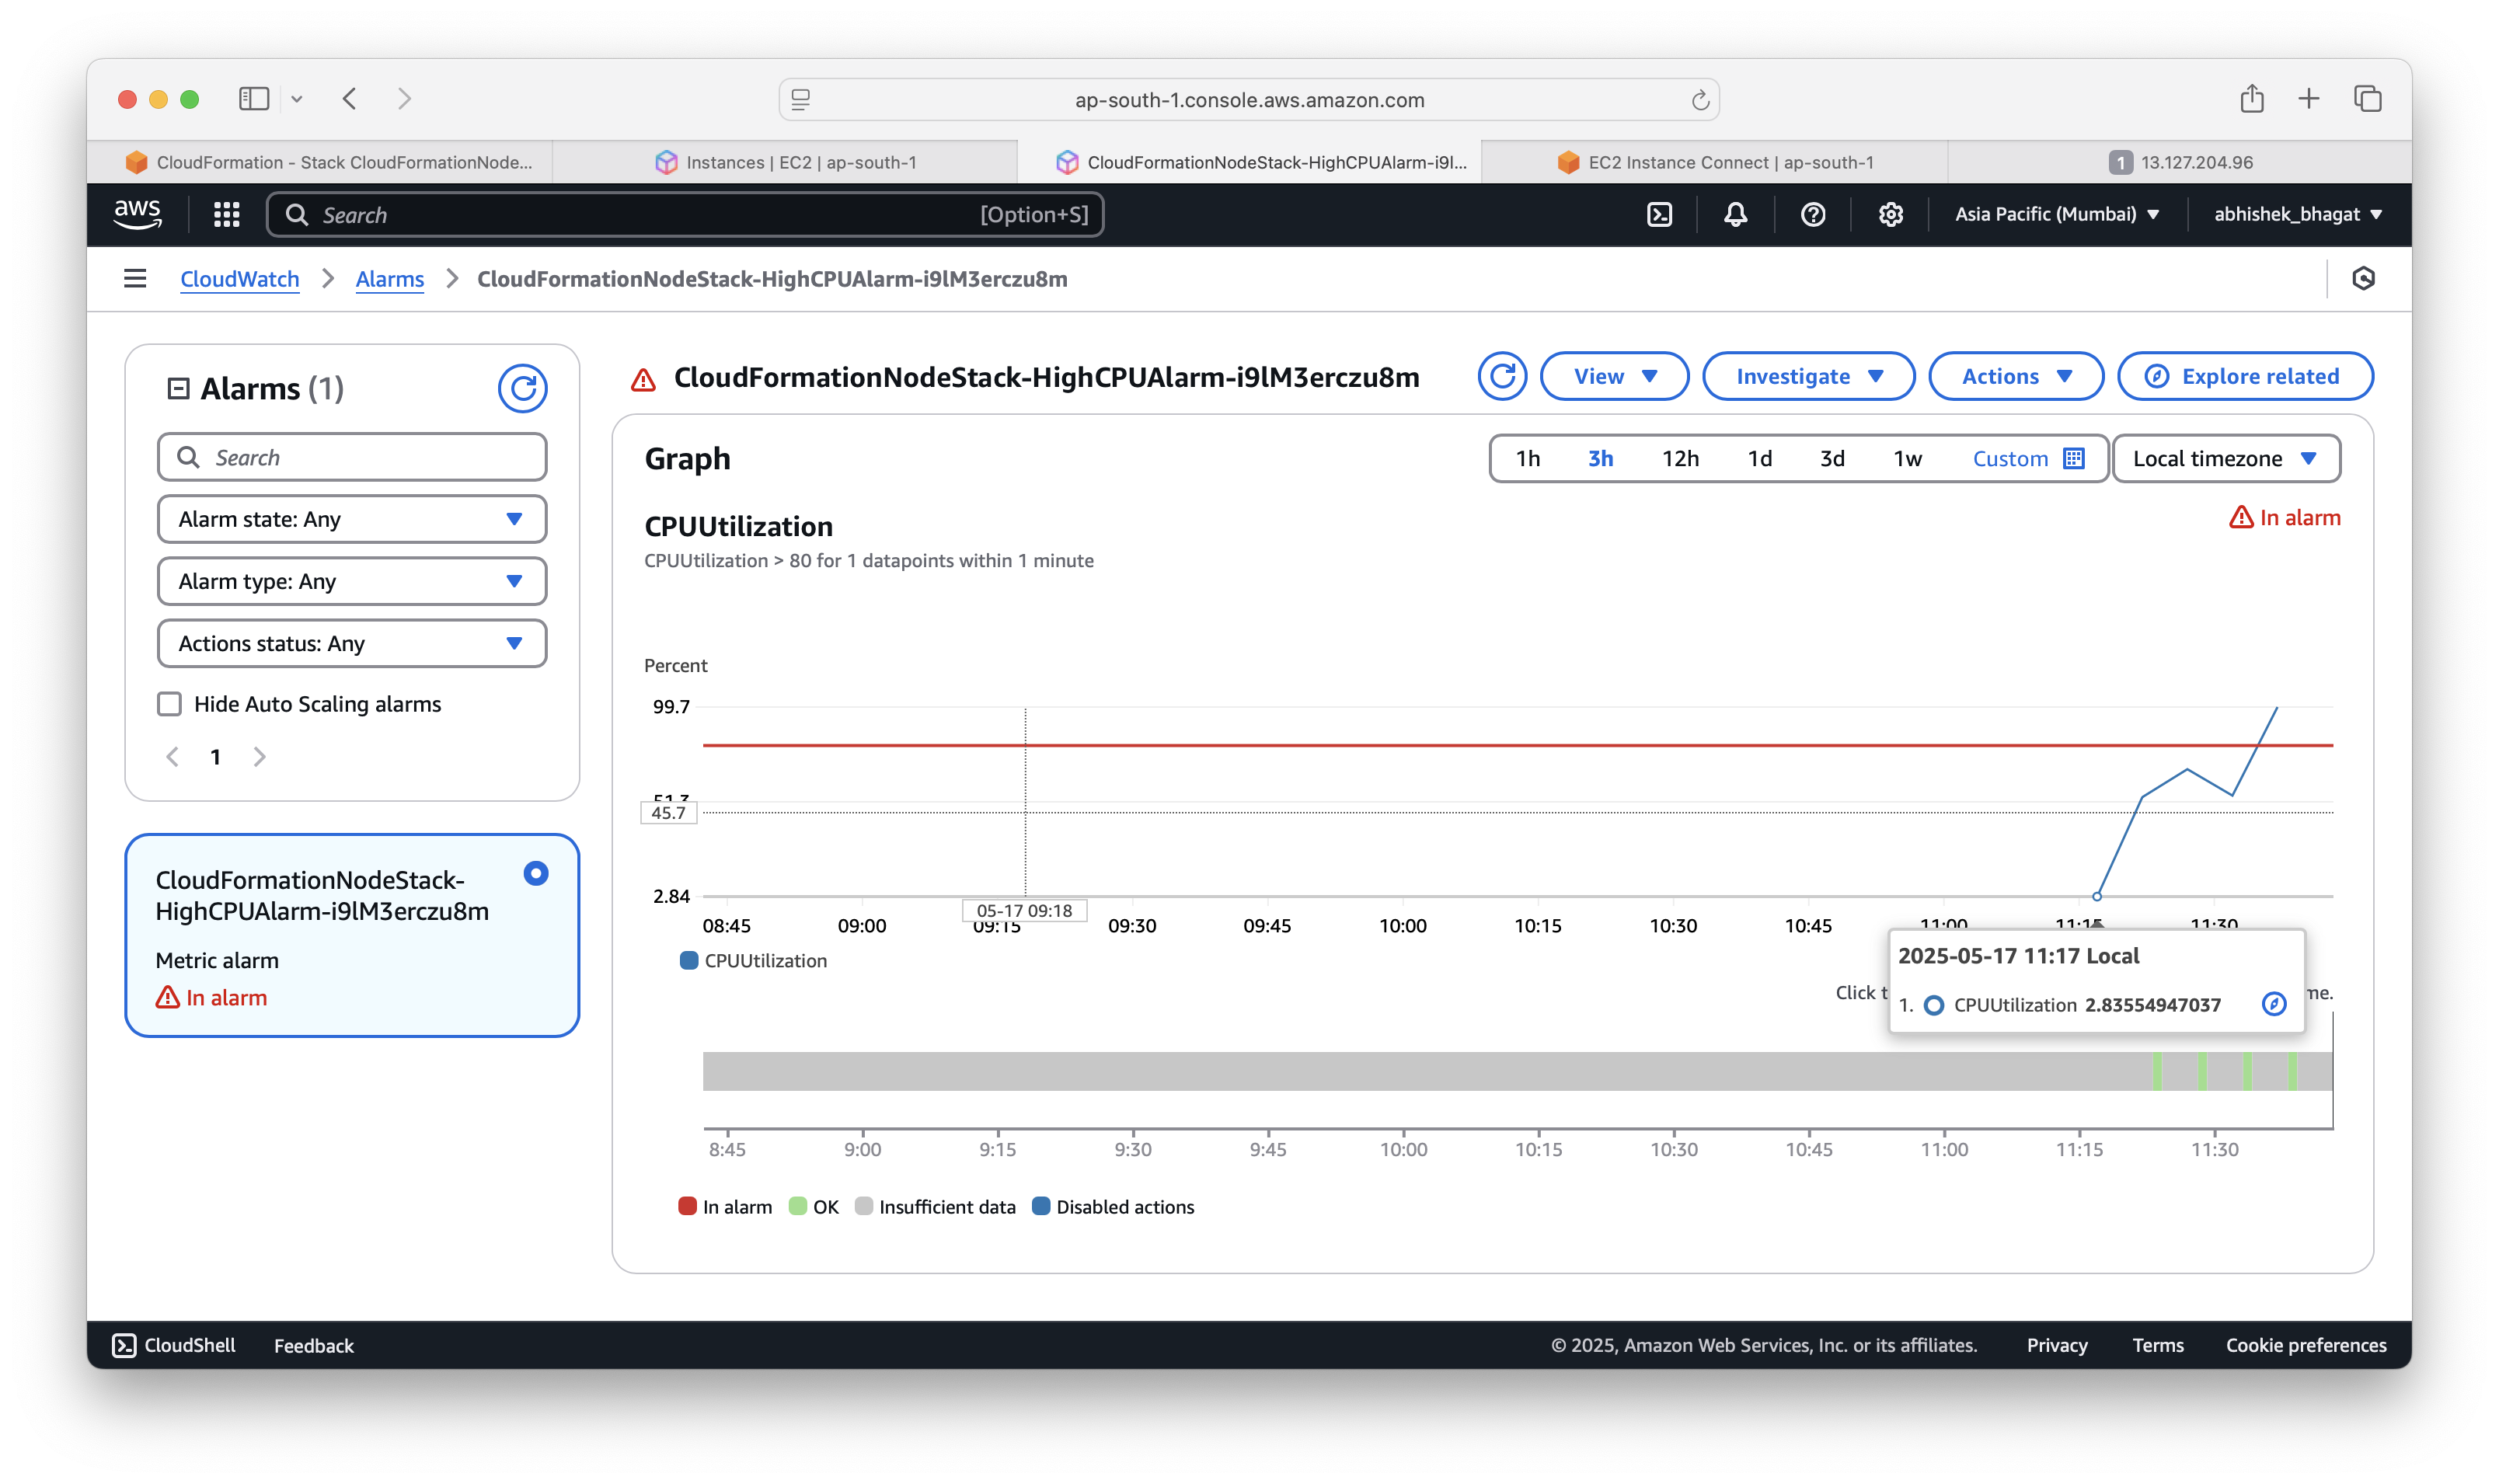 ap-south-1.console.aws.amazon.com
CloudFormation - Stack CloudFormationNode...
Instances | EC2 | ap-south-1
CloudFormationNodeStack-HighCPUAlarm-i9l...
EC2 Instance Connect | ap-south-1
1 13.127.204.96
aws
Search
[Option+S]
Asia Pacific (Mumbai)
abhishek_bhagat
CloudWatch
Alarms
CloudFormationNodeStack-HighCPUAlarm-i9lM3erczu8m
Alarms (1)
Search
Alarm state: Any
Alarm type: Any
Actions status: Any
Hide Auto Scaling alarms
1
CloudFormationNodeStack-
HighCPUAlarm-i9lM3erczu8m
Metric alarm
In alarm
CloudFormationNodeStack-HighCPUAlarm-i9lM3erczu8m
View
Investigate
Actions
Explore related
Graph
1h 3h 12h 1d 3d 1w Custom
Local timezone
CPUUtilization
In alarm
CPUUtilization > 80 for 1 datapoints within 1 minute
Percent
99.7
51.3
45.7
2.84
05-17 09:18
08:45 09:00 09:15 09:30 09:45 10:00 10:15 10:30 10:45 11:00 11:15 11:30
CPUUtilization
2025-05-17 11:17 Local
1. CPUUtilization 2.83554947037
Click t
me.
8:45 9:00 9:15 9:30 9:45 10:00 10:15 10:30 10:45 11:00 11:15 11:30
In alarm OK Insufficient data Disabled actions
CloudShell
Feedback
© 2025, Amazon Web Services, Inc. or its affiliates.
Privacy
Terms
Cookie preferences